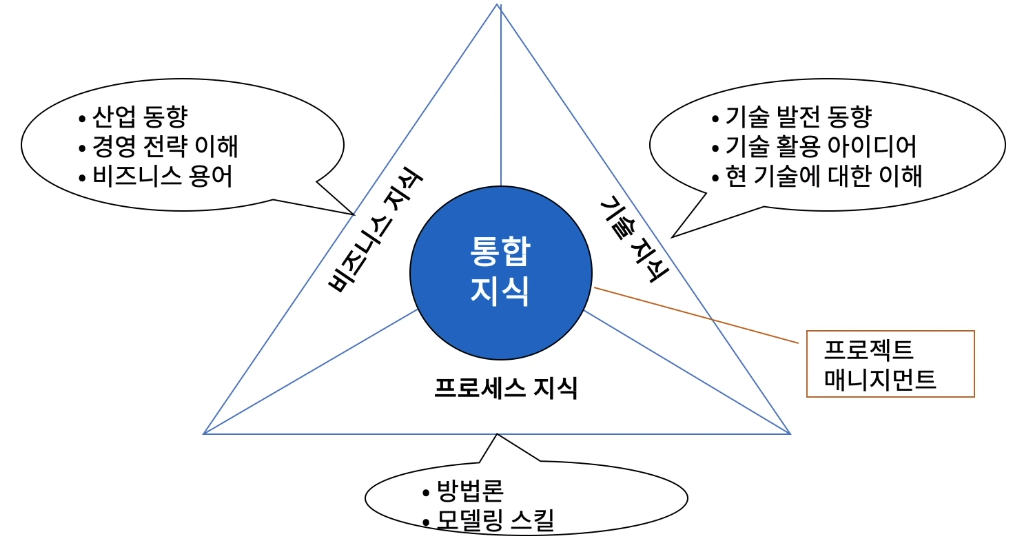 • 산업 동향
• 경영 전략 이해
• 비즈니스 용어
• 기술 발전 동향
• 기술 활용 아이디어
• 현 기술에 대한 이해
비즈니스 지식
기술 지식
통합
지식
프로젝트
매니지먼트
프로세스 지식
• 방법론
• 모델링 스킬